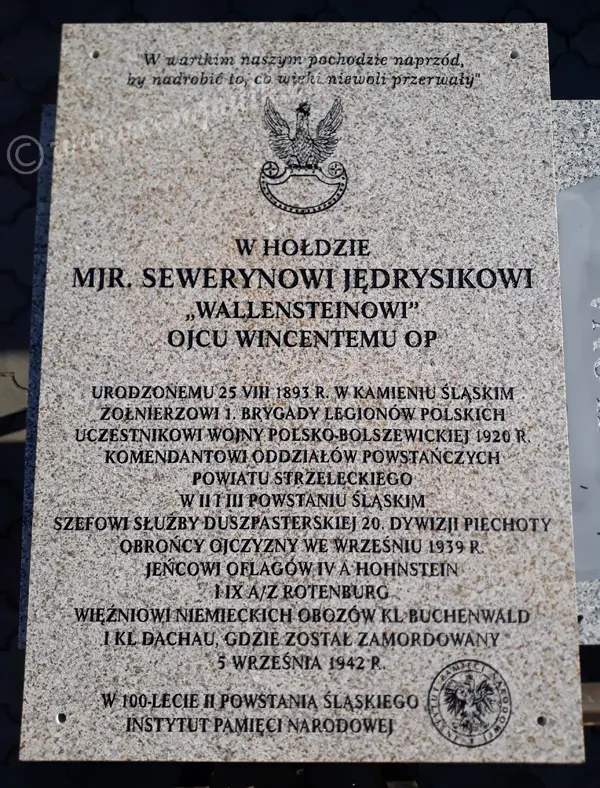 "W wartkim naszym pochodzie naprzód,
by nadrobić to, co wieki niewoli przerwały"
W HOŁDZIE
MJR. SEWERYNOWI JĘDRYSIKOWI
„WALLENSTEINOWI”
OJCU WINCENTEMU OP
URODZONEMU 25 VIII 1893 R. W KAMIENIU ŚLĄSKIM
ŻOŁNIERZOWI 1. BRYGADY LEGIONÓW POLSKICH
UCZESTNIKOWI WOJNY POLSKO-BOLSZEWICKIEJ 1920 R.
KOMENDANTOWI ODDZIAŁÓW POWSTAŃCZYCH
POWIATU STRZELECKIEGO
W II I III POWSTANIU ŚLĄSKIM
SZEFOWI SŁUŻBY DUSZPASTERSKIEJ 20. DYWIZJI PIECHOTY
OBROŃCY OJCZYZNY WE WRZEŚNIU 1939 R.
JEŃCOWI OFLAGÓW IV A HOHNSTEIN
I IX A/Z ROTENBURG
WIĘŹNIOWI NIEMIECKICH OBOZÓW KL BUCHENWALD
I KL DACHAU, GDZIE ZOSTAŁ ZAMORDOWANY
5 WRZEŚNIA 1942 R.
W 100-LECIE II POWSTANIA ŚLĄSKIEGO
INSTYTUT PAMIĘCI NARODOWEJ
INSTYTUT PAMIĘCI NARODOWEJ